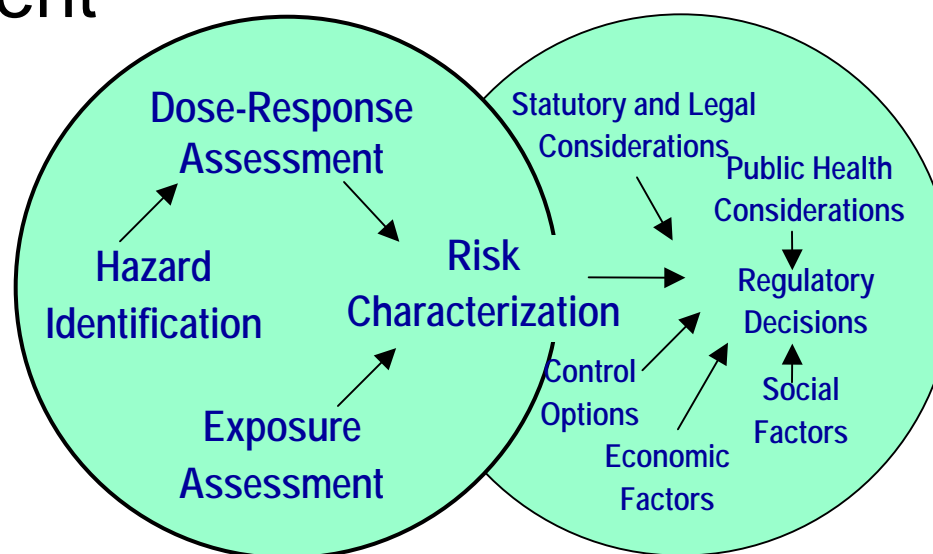 Dose-Response
Assessment
Hazard
Identification
Exposure
Assessment
Risk
Characterization
Statutory and Legal
Considerations
Public Health
Considerations
Regulatory
Decisions
Control
Options
Economic
Factors
Social
Factors